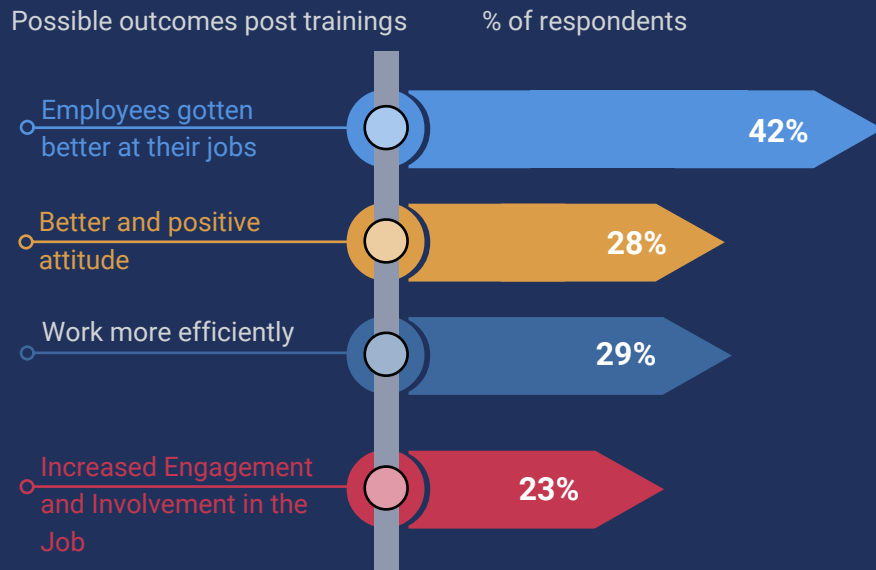 Possible outcomes post trainings
% of respondents
Employees gotten
better at their jobs
42%
Better and positive
attitude
28%
Work more efficiently
29%
Increased Engagement
and Involvement in the
Job
23%